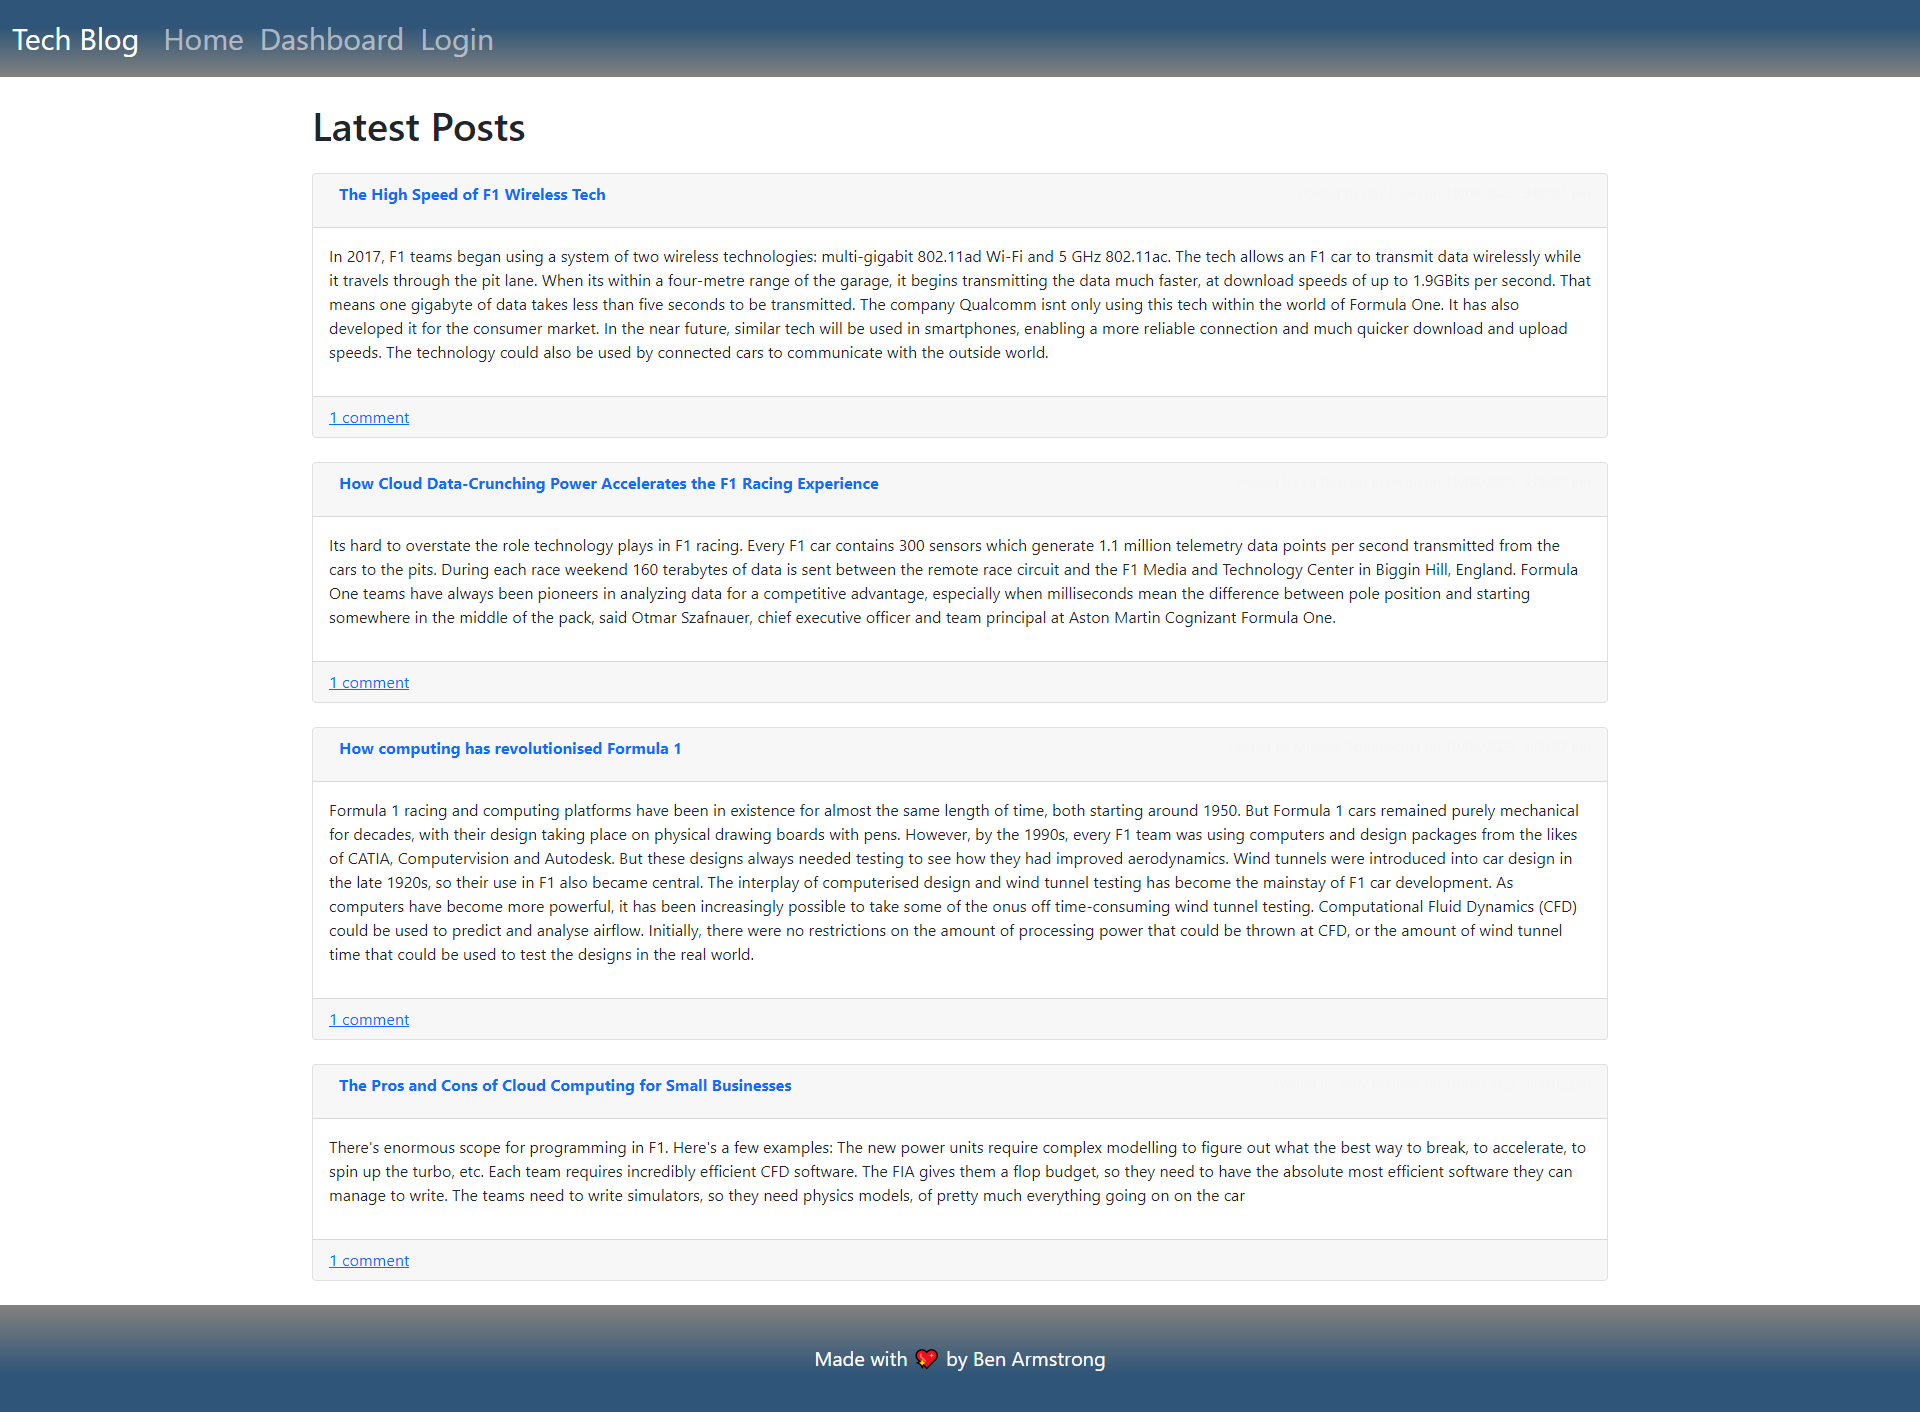 Tech Blog Home Dashboard Login
Latest Posts
The High Speed of F1 Wireless Tech
In 2017, F1 teams began using a system of two wireless technologies: multi-gigabit 802.11ad Wi-Fi and 5 GHz 802.11ac. The tech allows an F1 car to transmit data wirelessly while
it travels through the pit lane. When its within a four-metre range of the garage, it begins transmitting the data much faster, at download speeds of up to 1.9GBits per second. That
means one gigabyte of data takes less than five seconds to be transmitted. The company Qualcomm isnt only using this tech within the world of Formula One. It has also
developed it for the consumer market. In the near future, similar tech will be used in smartphones, enabling a more reliable connection and much quicker download and upload
speeds. The technology could also be used by connected cars to communicate with the outside world.
1 comment
How Cloud Data-Crunching Power Accelerates the F1 Racing Experience
Its hard to overstate the role technology plays in F1 racing. Every F1 car contains 300 sensors which generate 1.1 million telemetry data points per second transmitted from the
cars to the pits. During each race weekend 160 terabytes of data is sent between the remote race circuit and the F1 Media and Technology Center in Biggin Hill, England. Formula
One teams have always been pioneers in analyzing data for a competitive advantage, especially when milliseconds mean the difference between pole position and starting
somewhere in the middle of the pack, said Otmar Szafnauer, chief executive officer and team principal at Aston Martin Cognizant Formula One.
1 comment
How computing has revolutionised Formula 1
Formula 1 racing and computing platforms have been in existence for almost the same length of time, both starting around 1950. But Formula 1 cars remained purely mechanical
for decades, with their design taking place on physical drawing boards with pens. However, by the 1990s, every F1 team was using computers and design packages from the likes
of CATIA, Computervision and Autodesk. But these designs always needed testing to see how they had improved aerodynamics. Wind tunnels were introduced into car design in
the late 1920s, so their use in F1 also became central. The interplay of computerised design and wind tunnel testing has become the mainstay of F1 car development. As
computers have become more powerful, it has been increasingly possible to take some of the onus off time-consuming wind tunnel testing. Computational Fluid Dynamics (CFD)
could be used to predict and analyse airflow. Initially, there were no restrictions on the amount of processing power that could be thrown at CFD, or the amount of wind tunnel
time that could be used to test the designs in the real world.
1 comment
The Pros and Cons of Cloud Computing for Small Businesses
There's enormous scope for programming in F1. Here's a few examples: The new power units require complex modelling to figure out what the best way to break, to accelerate, to
spin up the turbo, etc. Each team requires incredibly efficient CFD software. The FIA gives them a flop budget, so they need to have the absolute most efficient software they can
manage to write. The teams need to write simulators, so they need physics models, of pretty much everything going on on the car
1 comment
Made with 💖 by Ben Armstrong